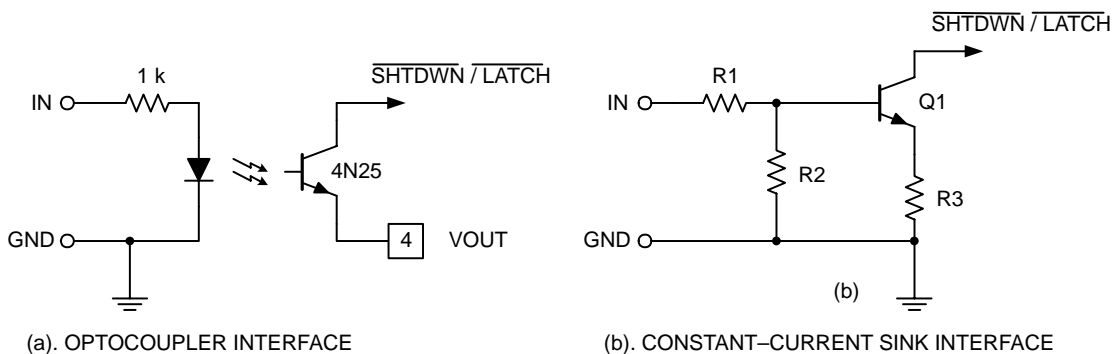 SHTDWN / LATCH
1 k
IN
4N25
4 VOUT
GND
(a). OPTOCOUPLER INTERFACE
SHTDWN / LATCH
R1
IN
Q1
R2
R3
GND
(b)
(b). CONSTANT–CURRENT SINK INTERFACE